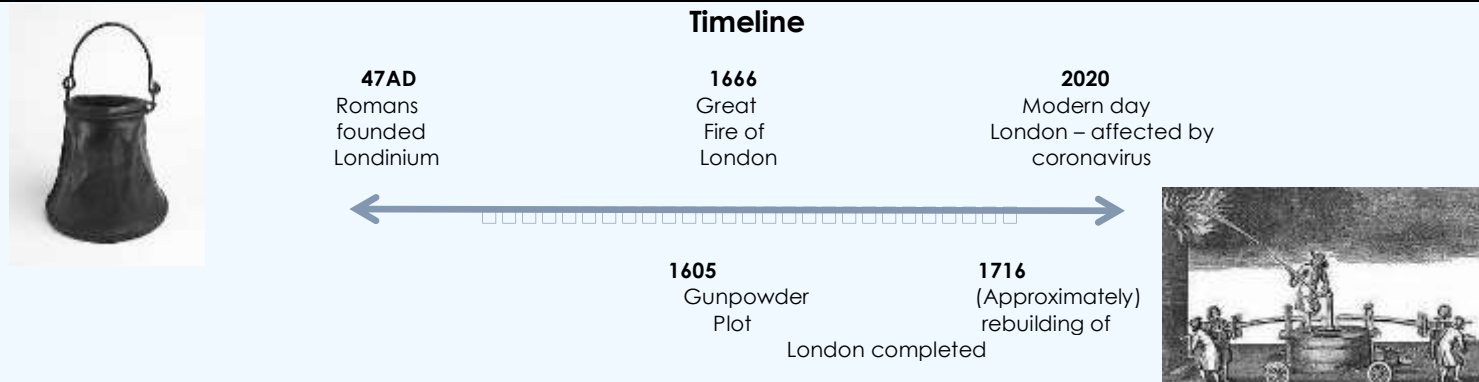 Timeline
47AD
Romans
founded
Londinium
1666
Great
Fire of
London
2020
Modern day
London – affected by
coronavirus
1605
Gunpowder
Plot
1716
(Approximately)
rebuilding of
London completed